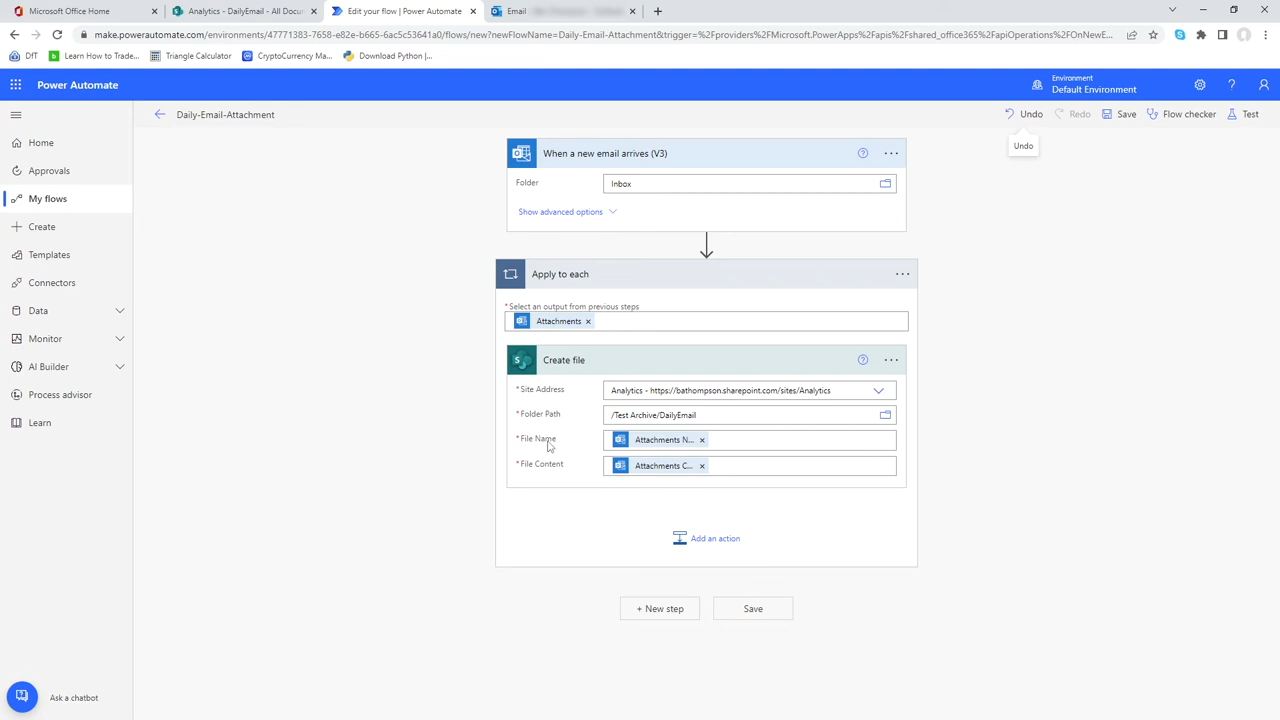 Microsoft Office Home
Analytics - DailyEmail - All Docum
Edit your flow | Power Automate
Email
make.powerautomate.com/environments/47771383-7658-e82e-b665-6ac5c53641a0/flows/new?newFlowName=Daily-Email-Attachment&trigger=%2Fproviders%2FMicrosoft.PowerApps%2Fapis%2Fshared_office365%2FapiOperations%2FOnNewE...
DfT
Learn How to Trade...
Triangle Calculator
CryptoCurrency Ma...
Download Python |...
Power Automate
Environment
Default Environment
Daily-Email-Attachment
Undo
Redo
Save
Flow checker
Test
Undo
Home
Approvals
My flows
Create
Templates
Connectors
Data
Monitor
AI Builder
Process advisor
Learn
When a new email arrives (V3)
Folder
Inbox
Show advanced options
Apply to each
* Select an output from previous steps
Attachments ×
Create file
* Site Address
Analytics - https://bathompson.sharepoint.com/sites/Analytics
* Folder Path
/Test Archive/DailyEmail
* File Name
Attachments N... ×
* File Content
Attachments C... ×
Add an action
+ New step
Save
Ask a chatbot